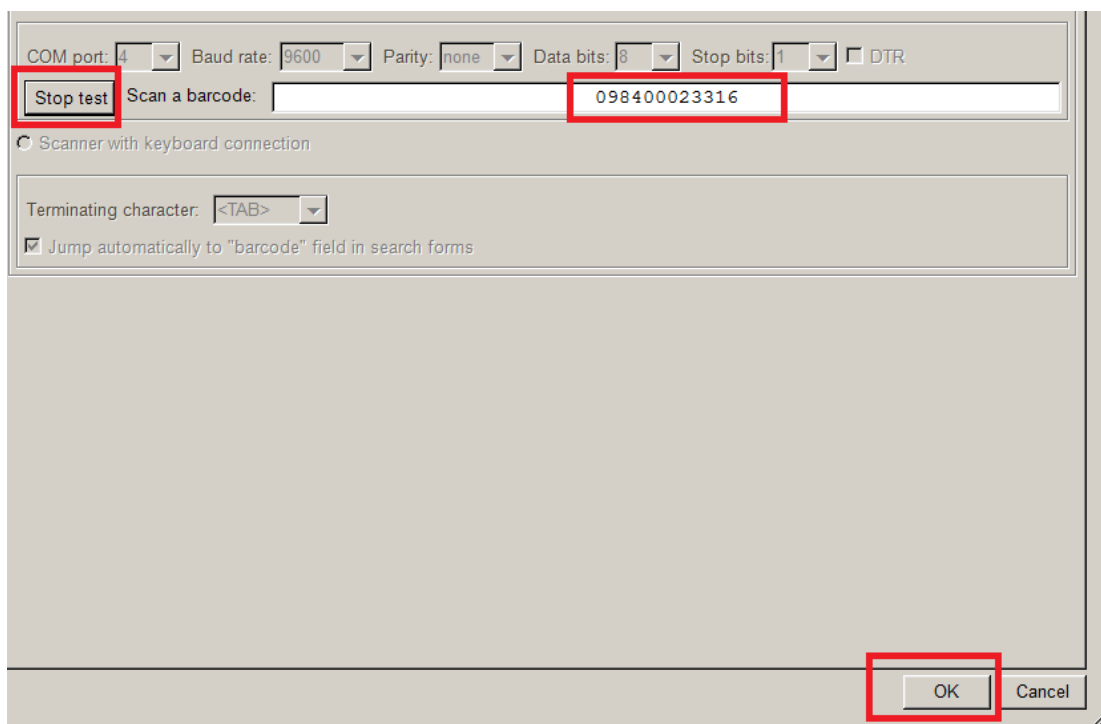 COM port: 4 Baud rate: 9600 Parity: none Data bits: 8 Stop bits: 1 DTR
Stop test Scan a barcode: 098400023316
Scanner with keyboard connection
Terminating character: <TAB>
Jump automatically to "barcode" field in search forms
OK Cancel